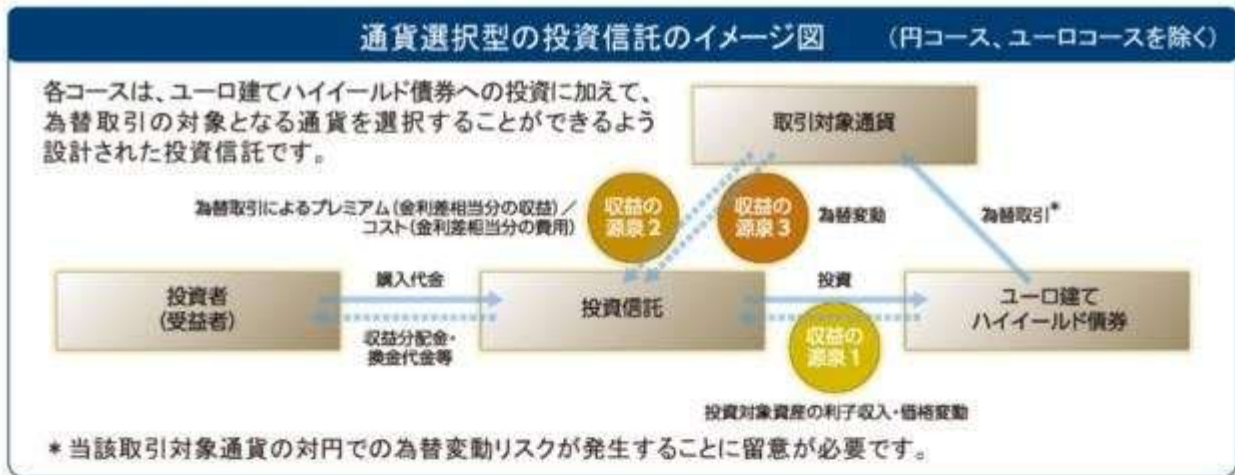 通貨選択型の投資信託のイメージ図 (円コース、ユーロコースを除く)
各コースは、ユーロ建てハイイールド債券への投資に加えて、
為替取引の対象となる通貨を選択することができるよう
設計された投資信託です。
取引対象通貨
為替取引によるプレミアム(金利差相当分の収益)/
コスト(金利差相当分の費用)
収益の
源泉2
収益の
源泉3
為替変動
為替取引*
投資者
(受益者)
購入代金
収益分配金・
換金代金等
投資信託
投資
収益の
源泉1
投資対象資産の利子収入・価格変動
ユーロ建て
ハイイールド債券
*当該取引対象通貨の対円での為替変動リスクが発生することに留意が必要です。